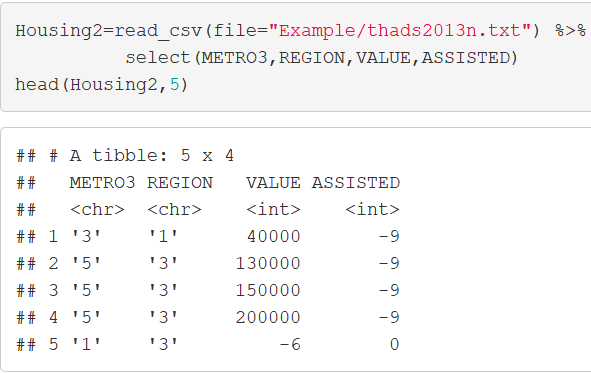 Housing2=read_csv(file="Example/thads2013n.txt") %>%
select(METRO3,REGION,VALUE,ASSISTED)
head(Housing2,5)
## # A tibble: 5 x 4
##   METRO3 REGION  VALUE ASSISTED
##   <chr>  <chr>   <int>    <int>
## 1 '3'    '1'     40000       -9
## 2 '5'    '3'    130000       -9
## 3 '5'    '3'    150000       -9
## 4 '5'    '3'    200000       -9
## 5 '1'    '3'        -6        0